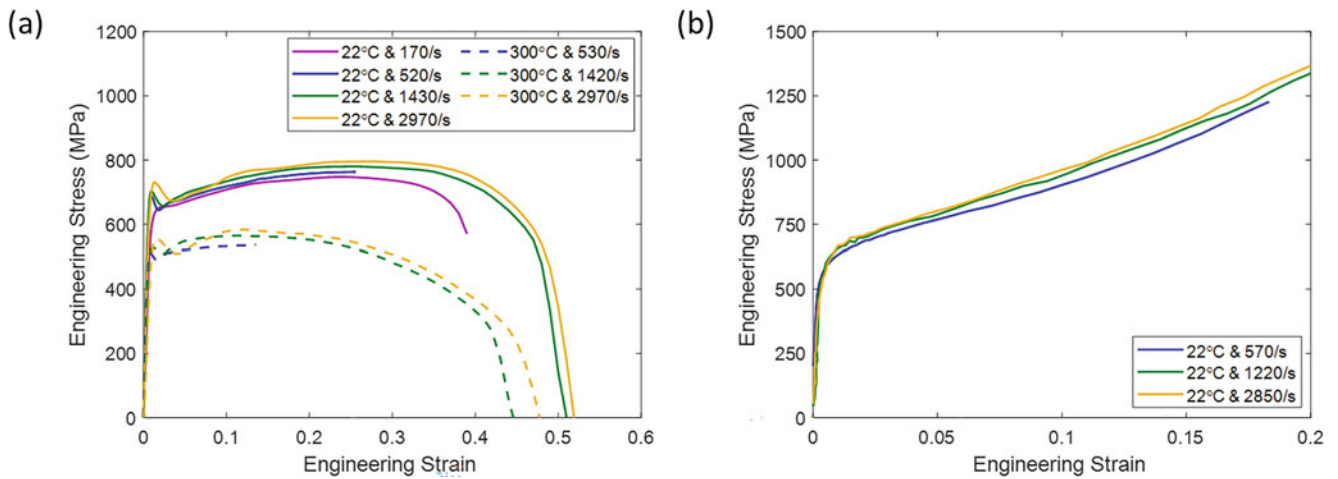 (a)
1200
1000
800
600
400
200
0
Engineering Stress (MPa)
22°C & 170/s
22°C & 520/s
22°C & 1430/s
22°C & 2970/s
300°C & 530/s
300°C & 1420/s
300°C & 2970/s
0 0.1 0.2 0.3 0.4 0.5 0.6
Engineering Strain
(b)
1500
1250
1000
750
500
250
0
Engineering Stress (MPa)
22°C & 570/s
22°C & 1220/s
22°C & 2850/s
0 0.05 0.1 0.15 0.2
Engineering Strain